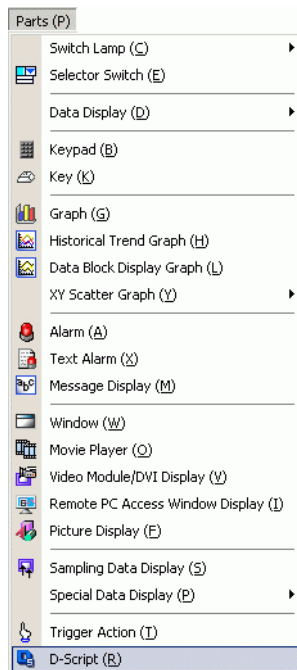 Parts (P)
Switch Lamp (C)
Selector Switch (E)
Data Display (D)
Keypad (B)
Key (K)
Graph (G)
Historical Trend Graph (H)
Data Block Display Graph (L)
XY Scatter Graph (Y)
Alarm (A)
Text Alarm (X)
Message Display (M)
Window (W)
Movie Player (O)
Video Module/DVI Display (V)
Remote PC Access Window Display (I)
Picture Display (F)
Sampling Data Display (S)
Special Data Display (P)
Trigger Action (T)
D-Script (R)